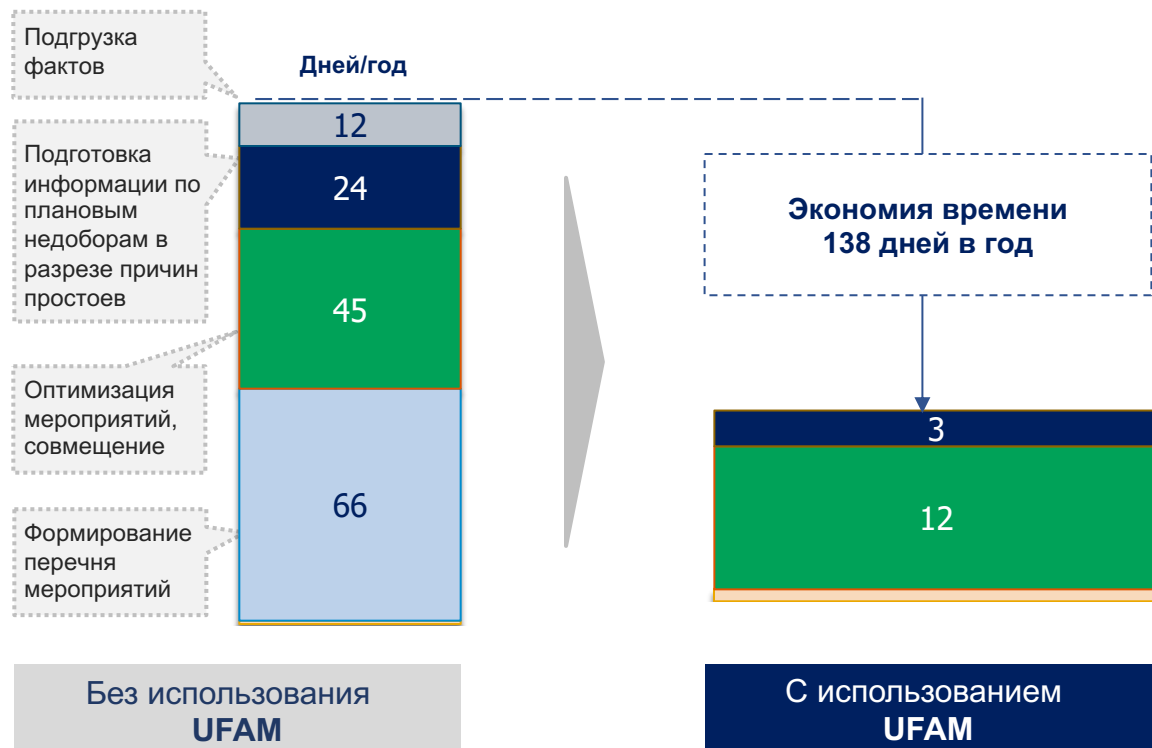 Подгрузка
фактов
Дней/год
12
Подготовка
информации по
плановым
недоборам в
разрезе причин
простоев
24
45
Оптимизация
мероприятий,
совмещение
66
Формирование
перечня
мероприятий
Без использования
UFAM
Экономия времени
138 дней в год
3
12
С использованием
UFAM